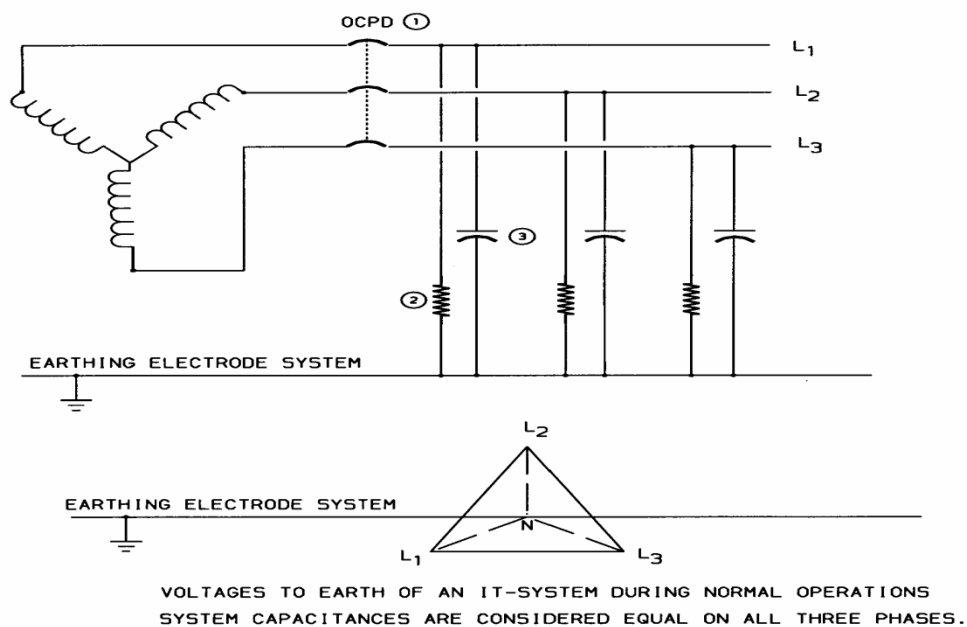 OCPD ①
L1
L2
L3
③
②
EARTHING ELECTRODE SYSTEM
L2
EARTHING ELECTRODE SYSTEM
N
L1
L3
VOLTAGES TO EARTH OF AN IT-SYSTEM DURING NORMAL OPERATIONS
SYSTEM CAPACITANCES ARE CONSIDERED EQUAL ON ALL THREE PHASES.